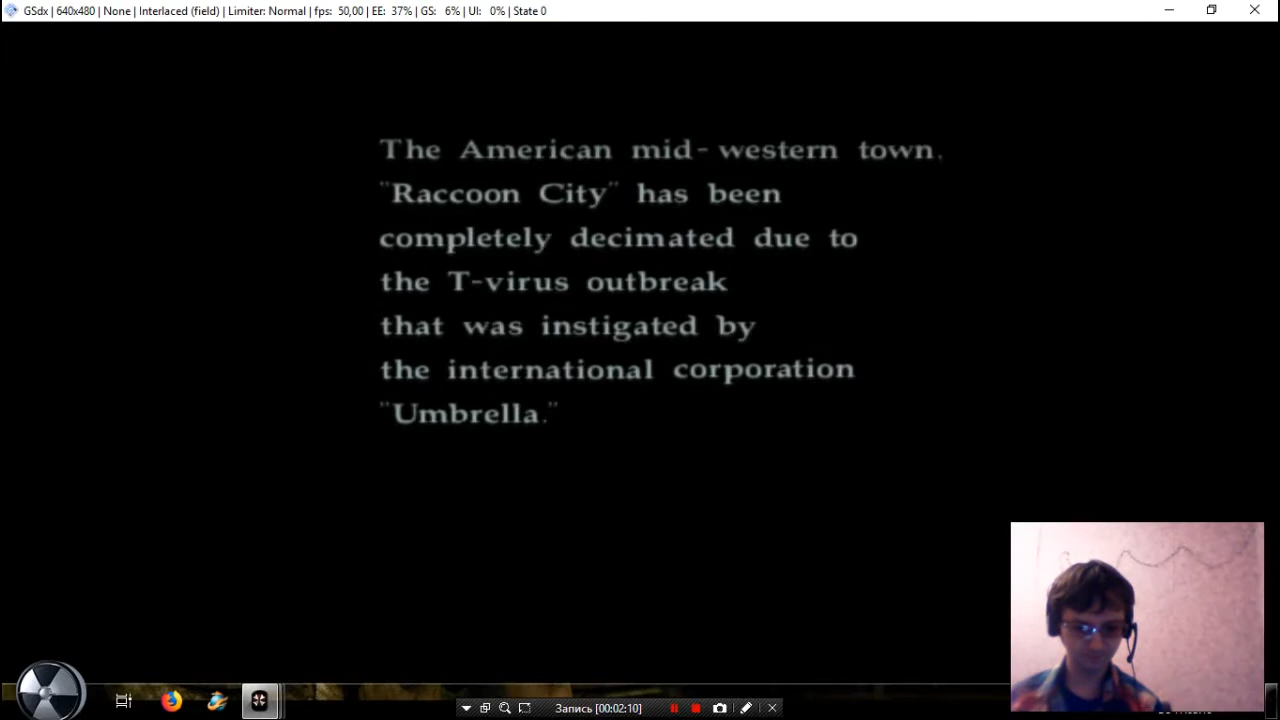 GSdx | 640x480 | None | Interlaced (field) | Limiter: Normal | fps: 50,00 | EE: 37% | GS: 6% | UI: 0% | State 0
The American mid-western town.
"Raccoon City" has been
completely decimated due to
the T-virus outbreak
that was instigated by
the international corporation
"Umbrella."
Запись [00:02:10]